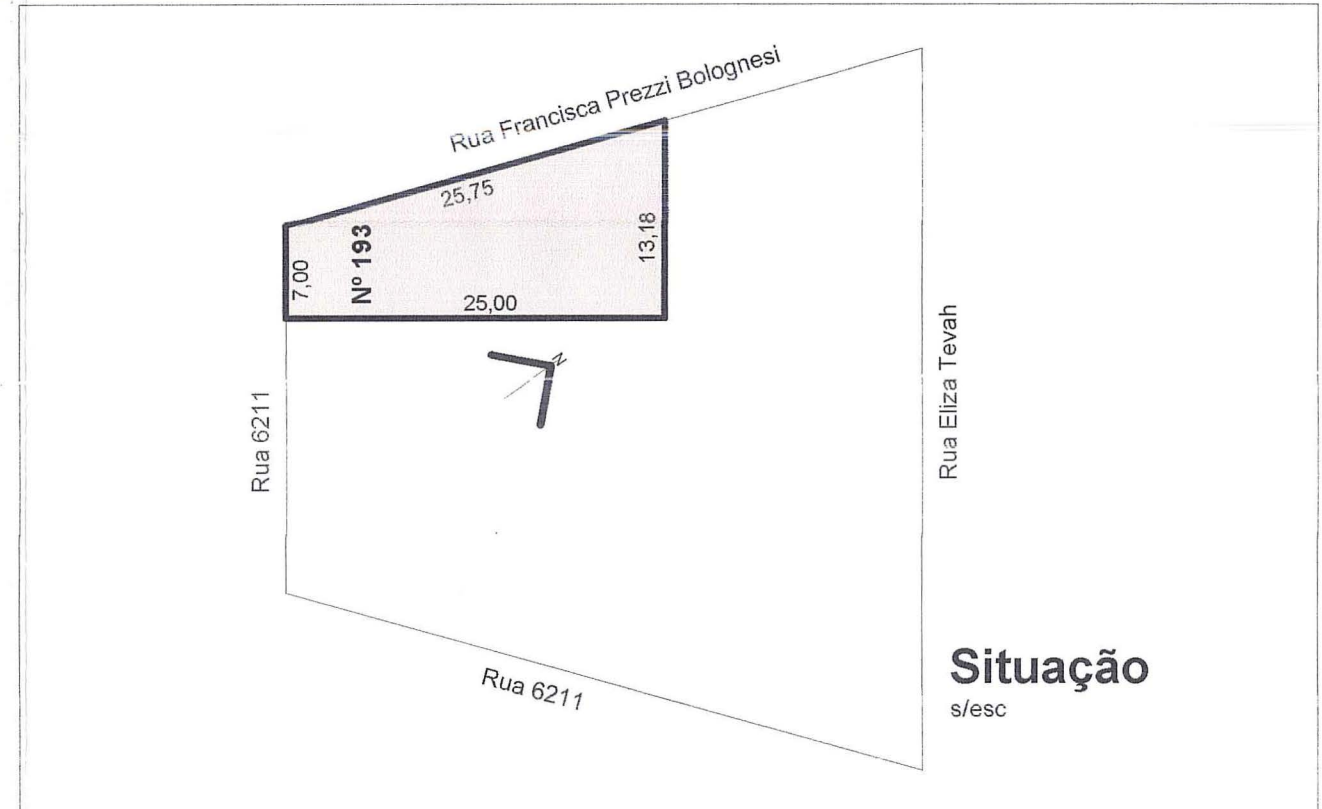 Rua Francisca Prezzi Bolognesi
25,75
7,00
Nº 193
13,18
25,00
N
Rua 6211
Rua Eliza Tevah
Rua 6211
Situação
s/esc